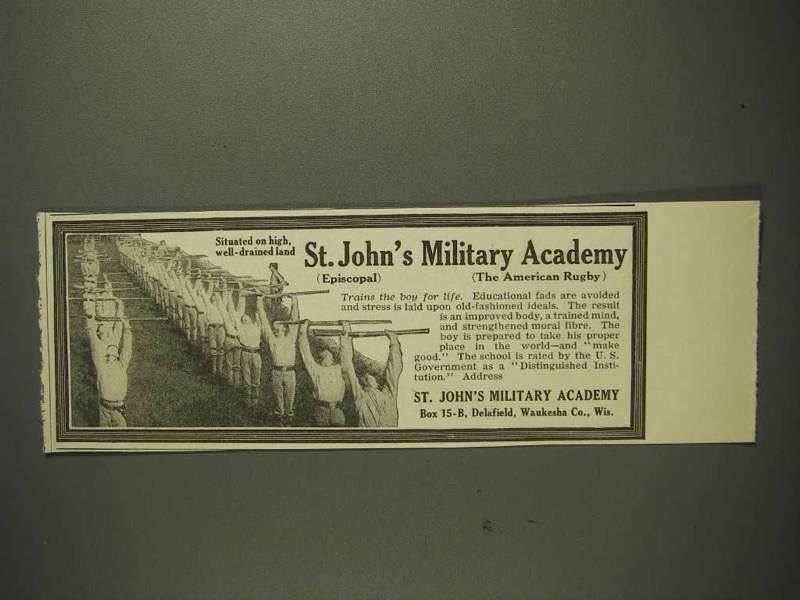 Situated on high,
well-drained land
St. John's Military Academy
(Episcopal) (The American Rugby)
Trains the boy for life. Educational fads are avoided
and stress is laid upon old-fashioned ideals. The result
is an improved body, a trained mind,
and strengthened moral fibre. The
boy is prepared to take his proper
place in the world—and "make
good." The school is rated by the U. S.
Government as a "Distinguished Insti-
tution." Address
ST. JOHN'S MILITARY ACADEMY
Box 15-B, Delafield, Waukesha Co., Wis.